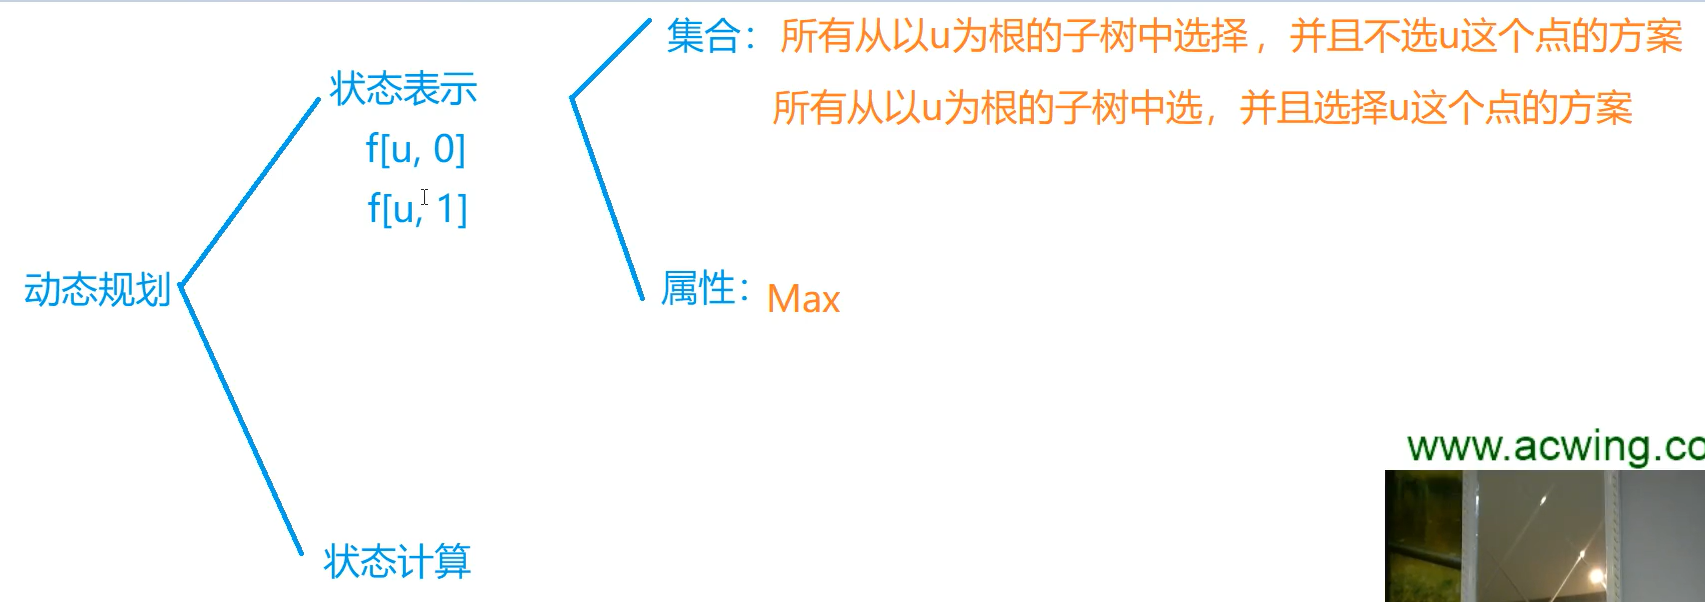 集合：所有从以u为根的子树中选择，并且不选u这个点的方案
状态表示
所有从以u为根的子树中选，并且选择u这个点的方案
f[u, 0]
f[u, 1]
动态规划
属性：Max
www.acwing.co
状态计算